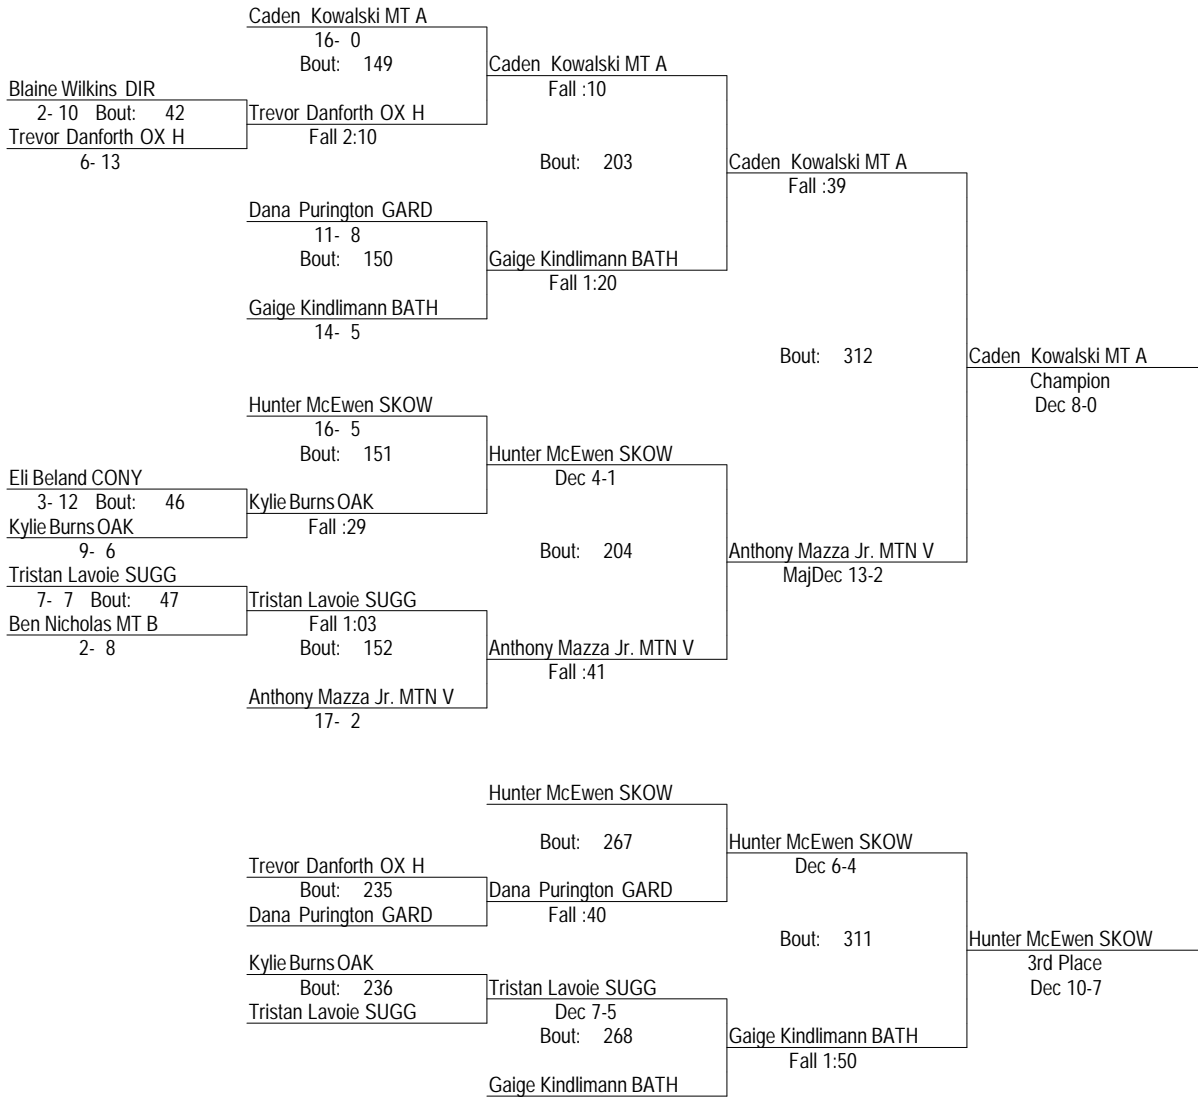 Caden Kowalski MT A
16- 0
Bout: 149
Caden Kowalski MT A
Blaine Wilkins DIR
Fall :10
2- 10 Bout: 42
Trevor Danforth OX H
Trevor Danforth OX H
Fall 2:10
6- 13
Bout: 203
Caden Kowalski MT A
Fall :39
Dana Purington GARD
11- 8
Bout: 150
Gaige Kindlimann BATH
Fall 1:20
Gaige Kindlimann BATH
14- 5
Bout: 312
Caden Kowalski MT A
Champion
Dec 8-0
Hunter McEwen SKOW
16- 5
Bout: 151
Hunter McEwen SKOW
Dec 4-1
Eli Beland CONY
3- 12 Bout: 46
Kylie Burns OAK
Kylie Burns OAK
Fall :29
9- 6
Bout: 204
Anthony Mazza Jr. MTN V
MajDec 13-2
Tristan Lavoie SUGG
7- 7 Bout: 47
Tristan Lavoie SUGG
Ben Nicholas MT B
Fall 1:03
2- 8
Bout: 152
Anthony Mazza Jr. MTN V
Fall :41
Anthony Mazza Jr. MTN V
17- 2
Hunter McEwen SKOW
Bout: 267
Hunter McEwen SKOW
Dec 6-4
Trevor Danforth OX H
Bout: 235
Dana Purington GARD
Dana Purington GARD
Fall :40
Bout: 311
Hunter McEwen SKOW
3rd Place
Dec 10-7
Kylie Burns OAK
Bout: 236
Tristan Lavoie SUGG
Tristan Lavoie SUGG
Dec 7-5
Bout: 268
Gaige Kindlimann BATH
Fall 1:50
Gaige Kindlimann BATH